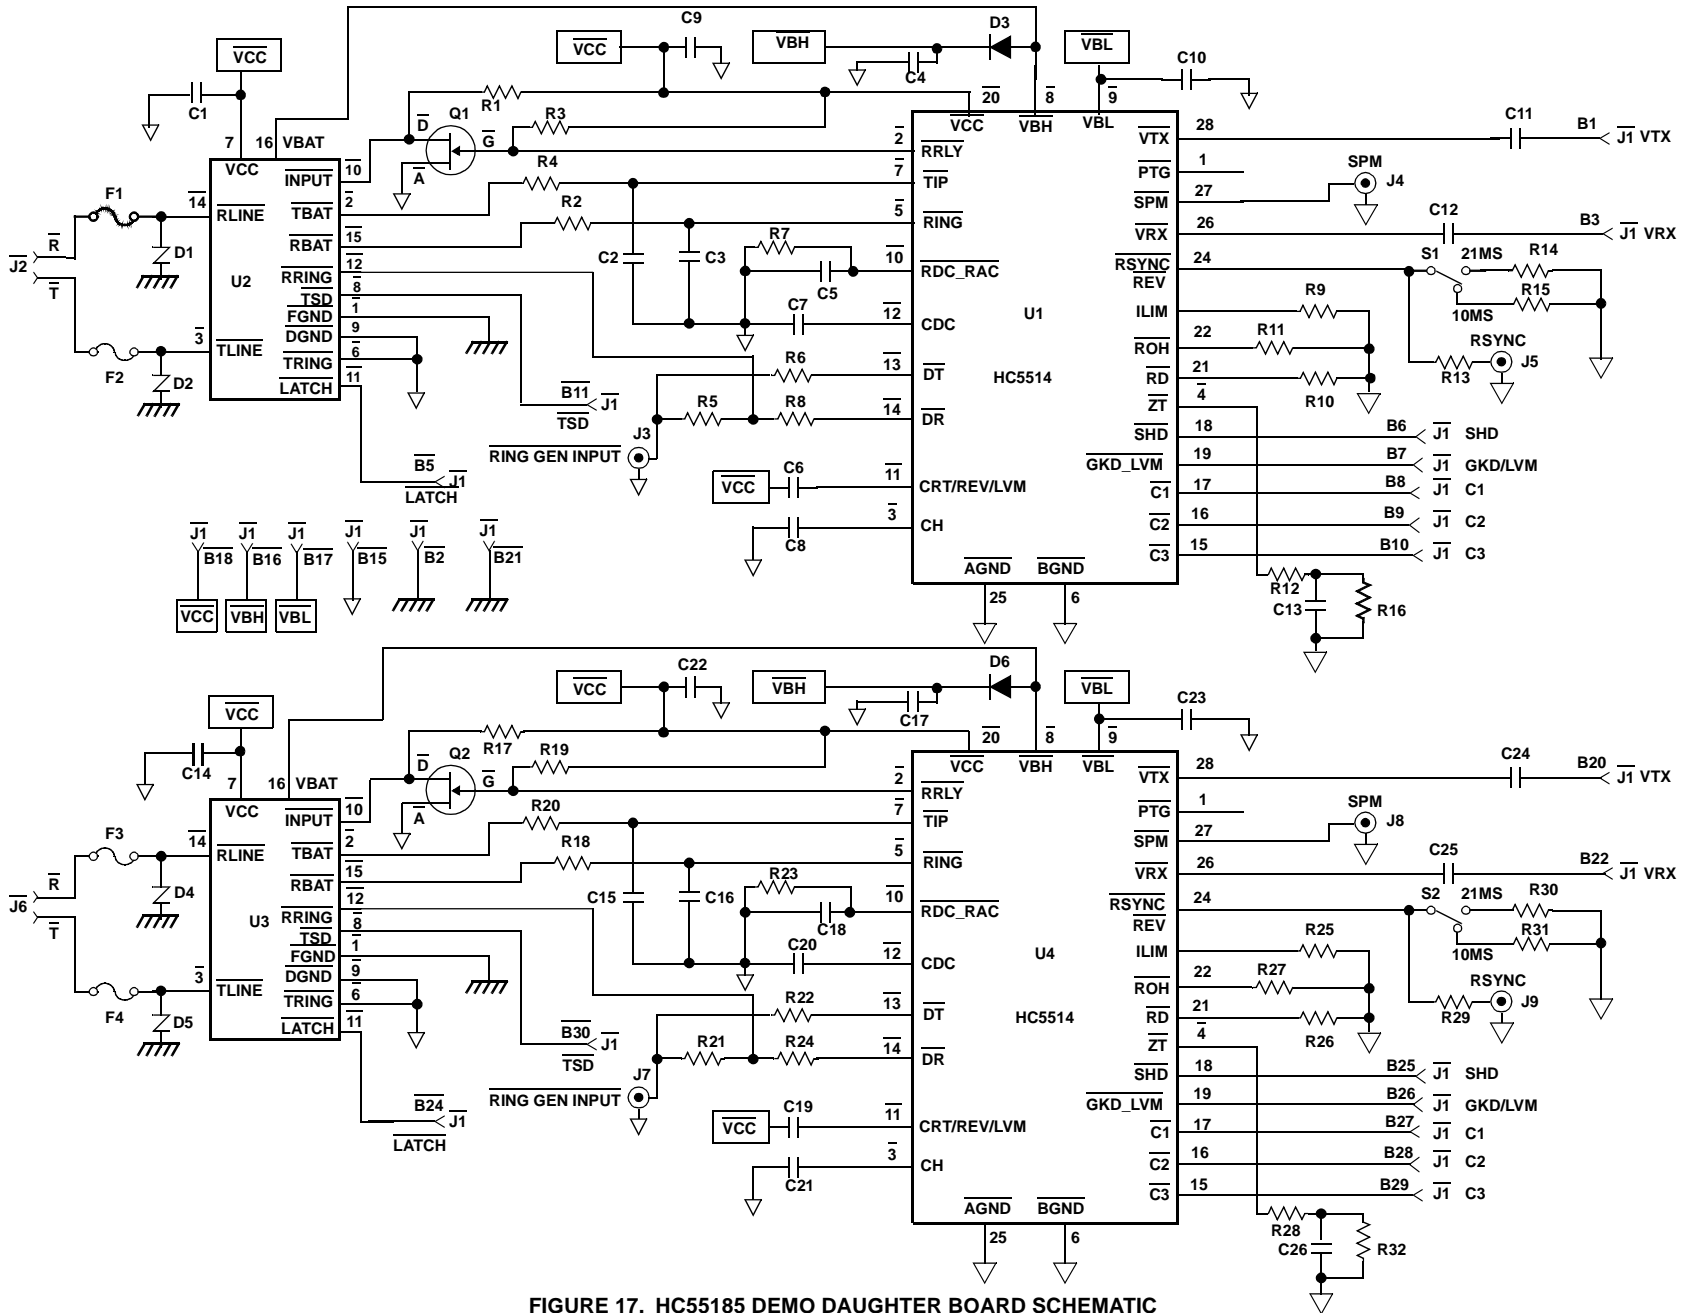 C9
D3
VCC
VBH
VBL
VCC
C10
C4
C1
R1
20
8
9
R3
Q1
D
G
A
7
16 VBAT
VCC
VBH
VBL
28
C11
B1
J1 VTX
VTX
2
RRLY
R4
7
TIP
1
PTG
SPM
J4
27
SPM
VCC
10
INPUT
2
TBAT
R2
5
RING
26
C12
B3
J1 VRX
VRX
F1
14
RLINE
15
RBAT
R7
D1
J2
R
T
U2
12
RRING
8
TSD
1
FGND
9
DGND
6
TRING
11
LATCH
C2
C3
10
RDC_RAC
C5
C7
12
CDC
U1
HC5514
24
RSYNC
REV
S1
21MS
R14
R15
10MS
R9
ILIM
22
R11
ROH
RSYNC
J5
R13
21
RD
R10
3
TLINE
F2
D2
R6
13
DT
4
ZT
B11
J1
TSD
R5
R8
14
DR
J3
RING GEN INPUT
18
SHD
B6
J1 SHD
19
GKD_LVM
B7
J1 GKD/LVM
B5
J1
LATCH
C6
VCC
11
CRT/REV/LVM
17
C1
B8
J1 C1
3
CH
C8
16
C2
B9
J1 C2
15
C3
B10
J1 C3
J1
B18
J1
B16
J1
B17
J1
B15
J1
B2
J1
B21
VCC
VBH
VBL
AGND
BGND
25
6
R12
C13
R16
C22
D6
VCC
VBH
VBL
VCC
C23
C17
C14
R17
20
8
9
R19
Q2
D
G
A
7
16 VBAT
VCC
VBH
VBL
28
C24
B20
J1 VTX
VTX
2
RRLY
R20
7
TIP
1
PTG
SPM
J8
27
SPM
VCC
10
INPUT
2
TBAT
R18
5
RING
26
C25
B22
J1 VRX
VRX
F3
14
RLINE
15
RBAT
R23
D4
J6
R
T
U3
12
RRING
8
TSD
1
FGND
9
DGND
6
TRING
11
LATCH
C15
C16
10
RDC_RAC
C18
C20
12
CDC
U4
HC5514
24
RSYNC
REV
S2
21MS
R30
R31
10MS
R25
ILIM
22
R27
ROH
RSYNC
J9
R29
21
RD
R26
3
TLINE
F4
D5
R22
13
DT
4
ZT
B30
J1
TSD
R21
R24
14
DR
J7
RING GEN INPUT
18
SHD
B25
J1 SHD
19
GKD_LVM
B26
J1 GKD/LVM
B24
J1
LATCH
C19
VCC
11
CRT/REV/LVM
17
C1
B27
J1 C1
3
CH
C21
16
C2
B28
J1 C2
15
C3
B29
J1 C3
AGND
BGND
25
6
R28
C26
R32
FIGURE 17. HC55185 DEMO DAUGHTER BOARD SCHEMATIC